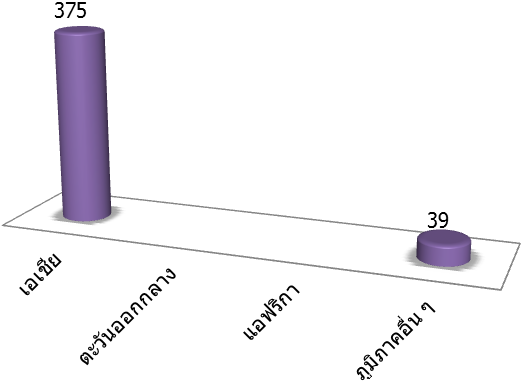 375
39
เอเชีย
ตะวันออกกลาง
แอฟริกา
ภูมิภาคอื่น ๆ